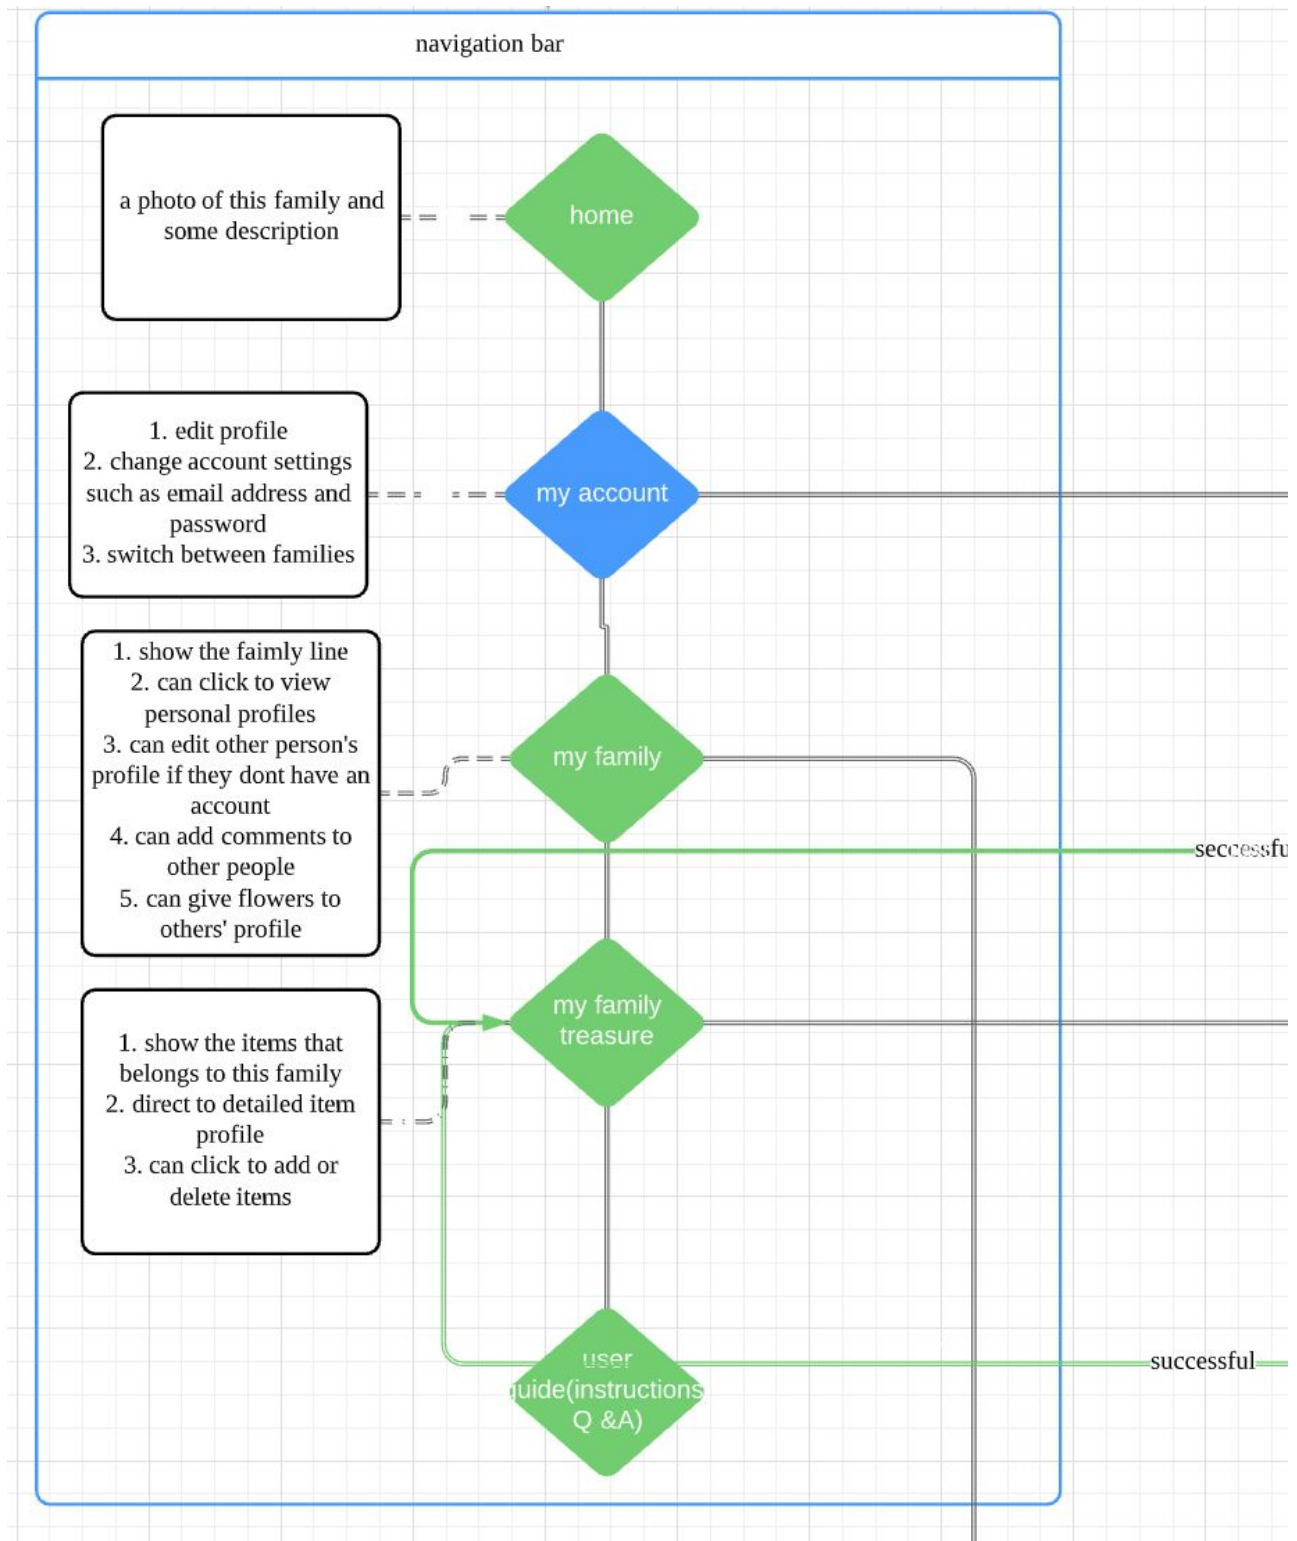 navigation bar
a photo of this family and
some description
home
1. edit profile
2. change account settings
such as email address and
password
3. switch between families
my account
1. show the faimly line
2. can click to view
personal profiles
3. can edit other person's
profile if they dont have an
account
4. can add comments to
other people
5. can give flowers to
others' profile
my family
seccessfu
my family
treasure
1. show the items that
belongs to this family
2. direct to detailed item
profile
3. can click to add or
delete items
user
guide(instructions,
Q &A)
successful